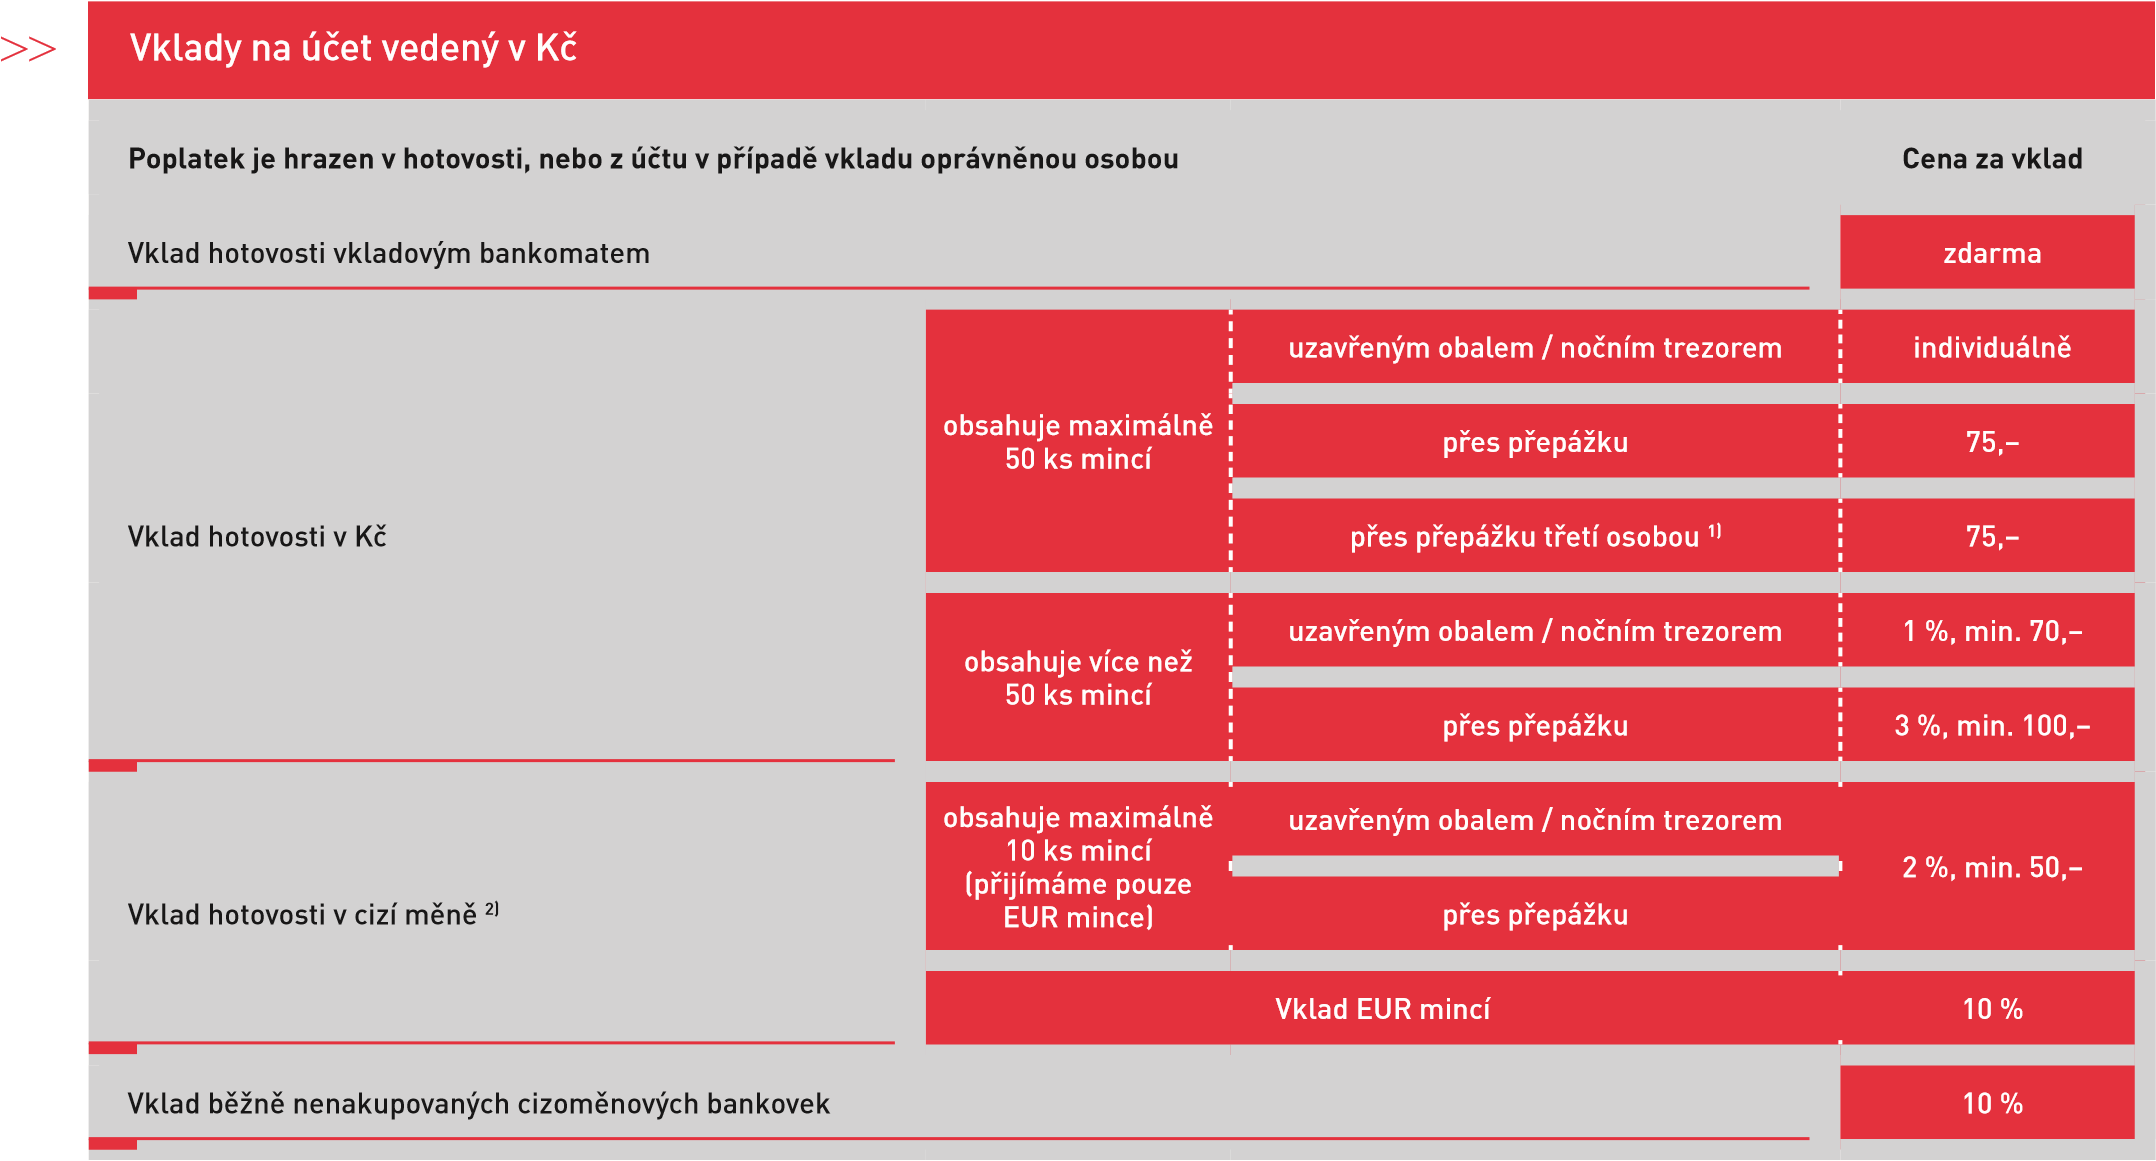 >>
Vklady na účet vedený v Kč
Poplatek je hrazen v hotovosti, nebo z účtu v případě vkladu oprávněnou osobou
Cena za vklad
Vklad hotovosti vkladovým bankomatem
zdarma
Vklad hotovosti v Kč
obsahuje maximálně
50 ks mincí
uzavřeným obalem / nočním trezorem
individuálně
přes přepážku
75,–
přes přepážku třetí osobou ¹⁾
75,–
obsahuje více než
50 ks mincí
uzavřeným obalem / nočním trezorem
1 %, min. 70,–
přes přepážku
3 %, min. 100,–
Vklad hotovosti v cizí měně ²⁾
obsahuje maximálně
10 ks mincí
(přijímáme pouze
EUR mince)
uzavřeným obalem / nočním trezorem
přes přepážku
2 %, min. 50,–
Vklad EUR mincí
10 %
Vklad běžně nenakupovaných cizoměnových bankovek
10 %